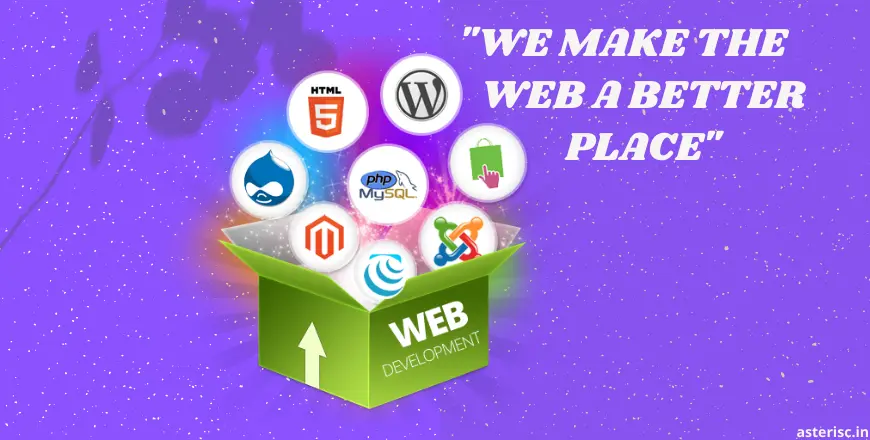 "WE MAKE THE
WEB A BETTER
PLACE"
HTML
5
W
php
MySQL
WEB
DEVELOPMENT
asterisc.in